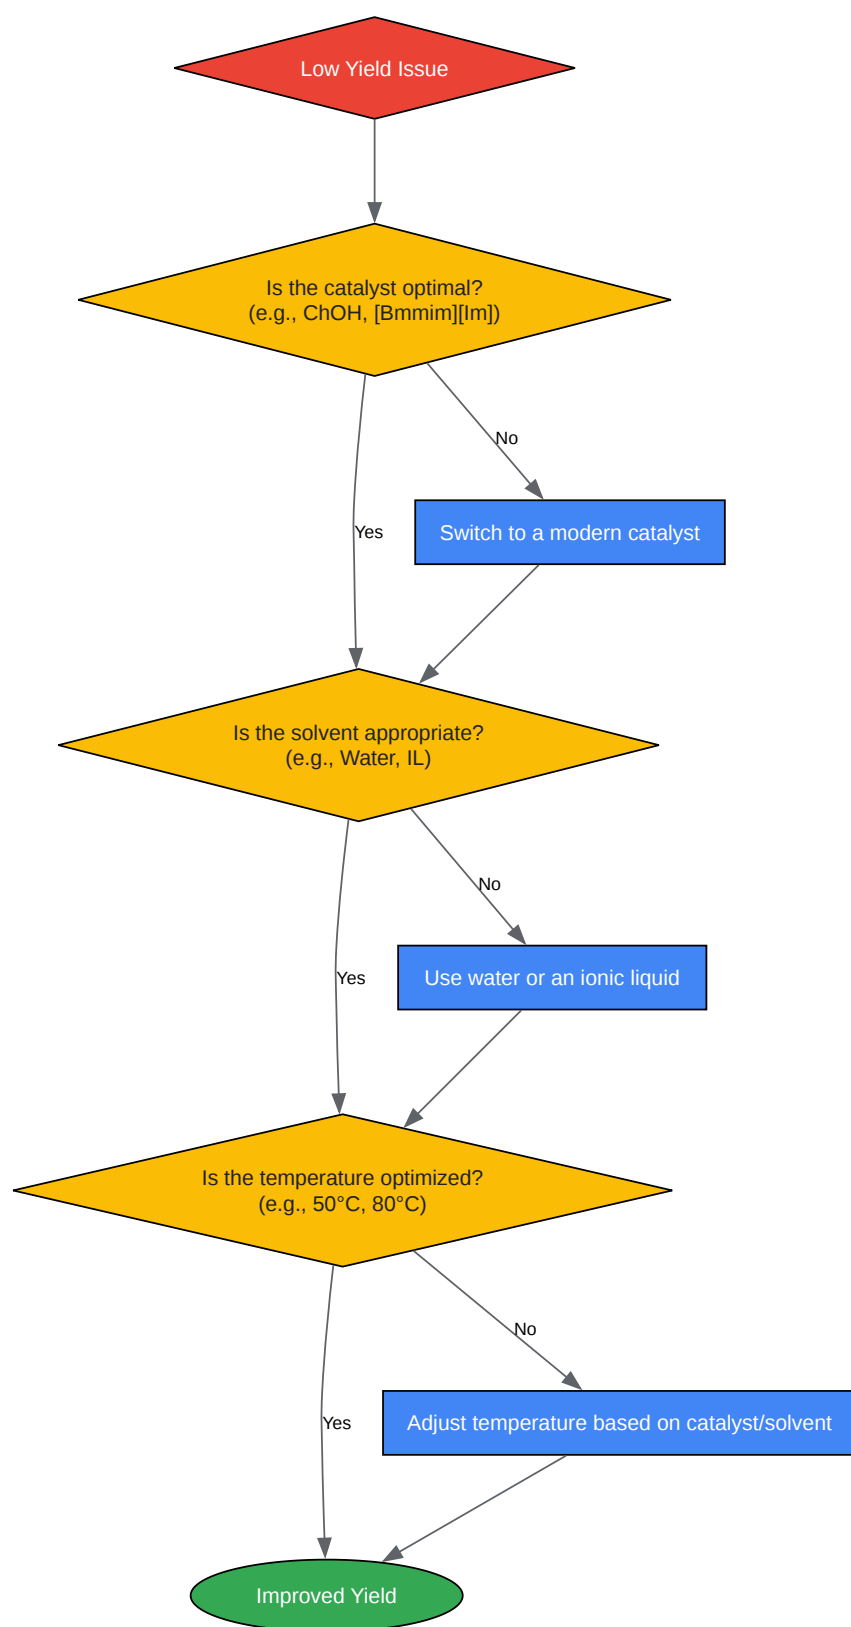 Low Yield Issue
Is the catalyst optimal?
(e.g., ChOH, [Bmmim][Im])
No
Yes
Switch to a modern catalyst
Is the solvent appropriate?
(e.g., Water, IL)
No
Yes
Use water or an ionic liquid
Is the temperature optimized?
(e.g., 50°C, 80°C)
No
Yes
Adjust temperature based on catalyst/solvent
Improved Yield